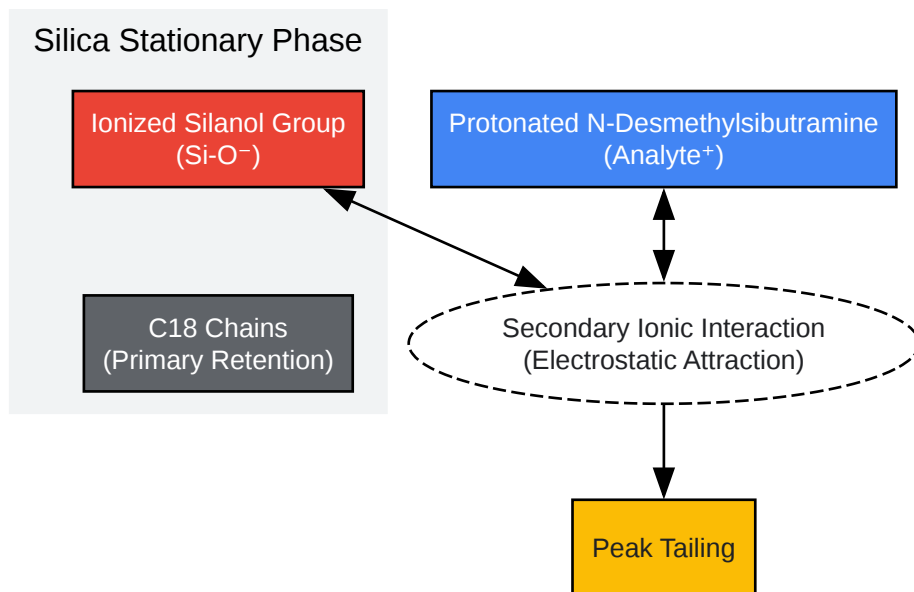 Silica Stationary Phase
Ionized Silanol Group
(Si-O⁻)
Protonated N-Desmethylsibutramine
(Analyte⁺)
C18 Chains
(Primary Retention)
Secondary Ionic Interaction
(Electrostatic Attraction)
Peak Tailing